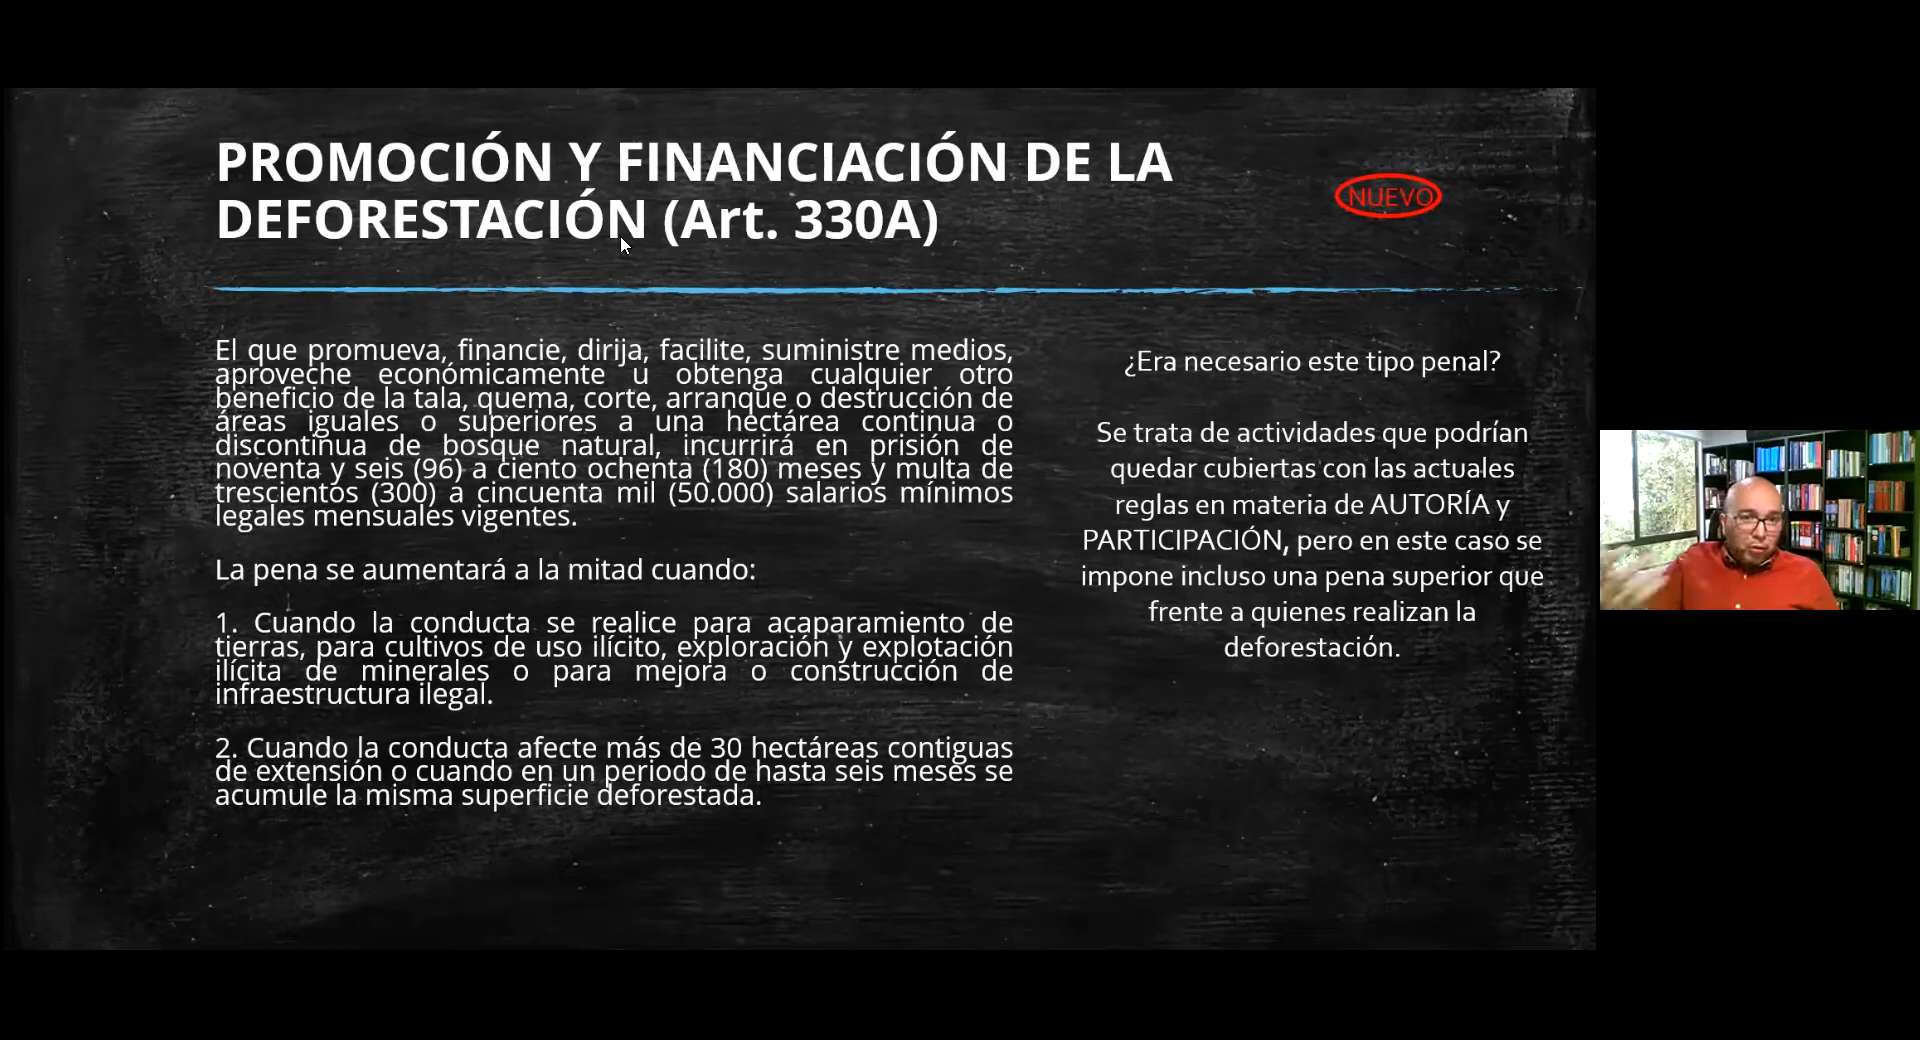 PROMOCIÓN Y FINANCIACIÓN DE LA
DEFORESTACIÓN (Art. 330A)
NUEVO
El que promueva, financie, dirija, facilite, suministre medios,
aproveche económicamente u obtenga cualquier otro
beneficio de la tala, quema, corte, arranque o destrucción de
áreas iguales o superiores a una hectárea continua o
discontinua de bosque natural, incurrirá en prisión de
noventa y seis (96) a ciento ochenta (180) meses y multa de
trescientos (300) a cincuenta mil (50.000) salarios mínimos
legales mensuales vigentes.
La pena se aumentará a la mitad cuando:
1. Cuando la conducta se realice para acaparamiento de
tierras, para cultivos de uso ilícito, exploración y explotación
ilícita de minerales o para mejora o construcción de
infraestructura ilegal.
2. Cuando la conducta afecte más de 30 hectáreas contiguas
de extensión o cuando en un periodo de hasta seis meses se
acumule la misma superficie deforestada.
¿Era necesario este tipo penal?
Se trata de actividades que podrían
quedar cubiertas con las actuales
reglas en materia de AUTORÍA y
PARTICIPACIÓN, pero en este caso se
impone incluso una pena superior que
frente a quienes realizan la
deforestación.